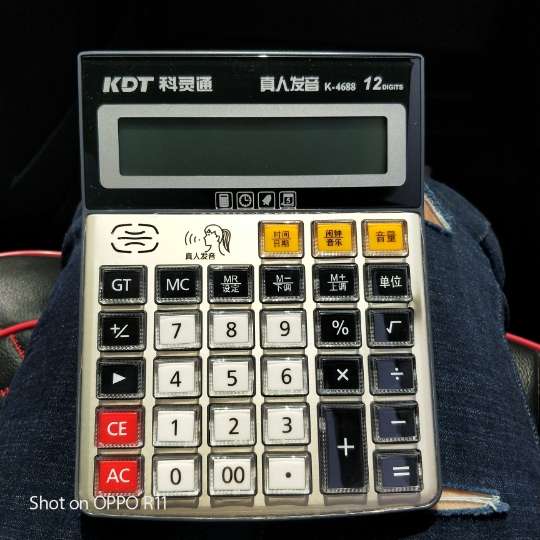 KDT 科灵通 真人发音 K-4688 12 DIGITS
真人发音
时间 日期 闹钟 音乐 音量
GT MC MR 设定 M− 下调 M+ 上调 单位
+/− 7 8 9 % √
▶ 4 5 6 × ÷
CE 1 2 3 + −
AC 0 00 · =
Shot on OPPO R11